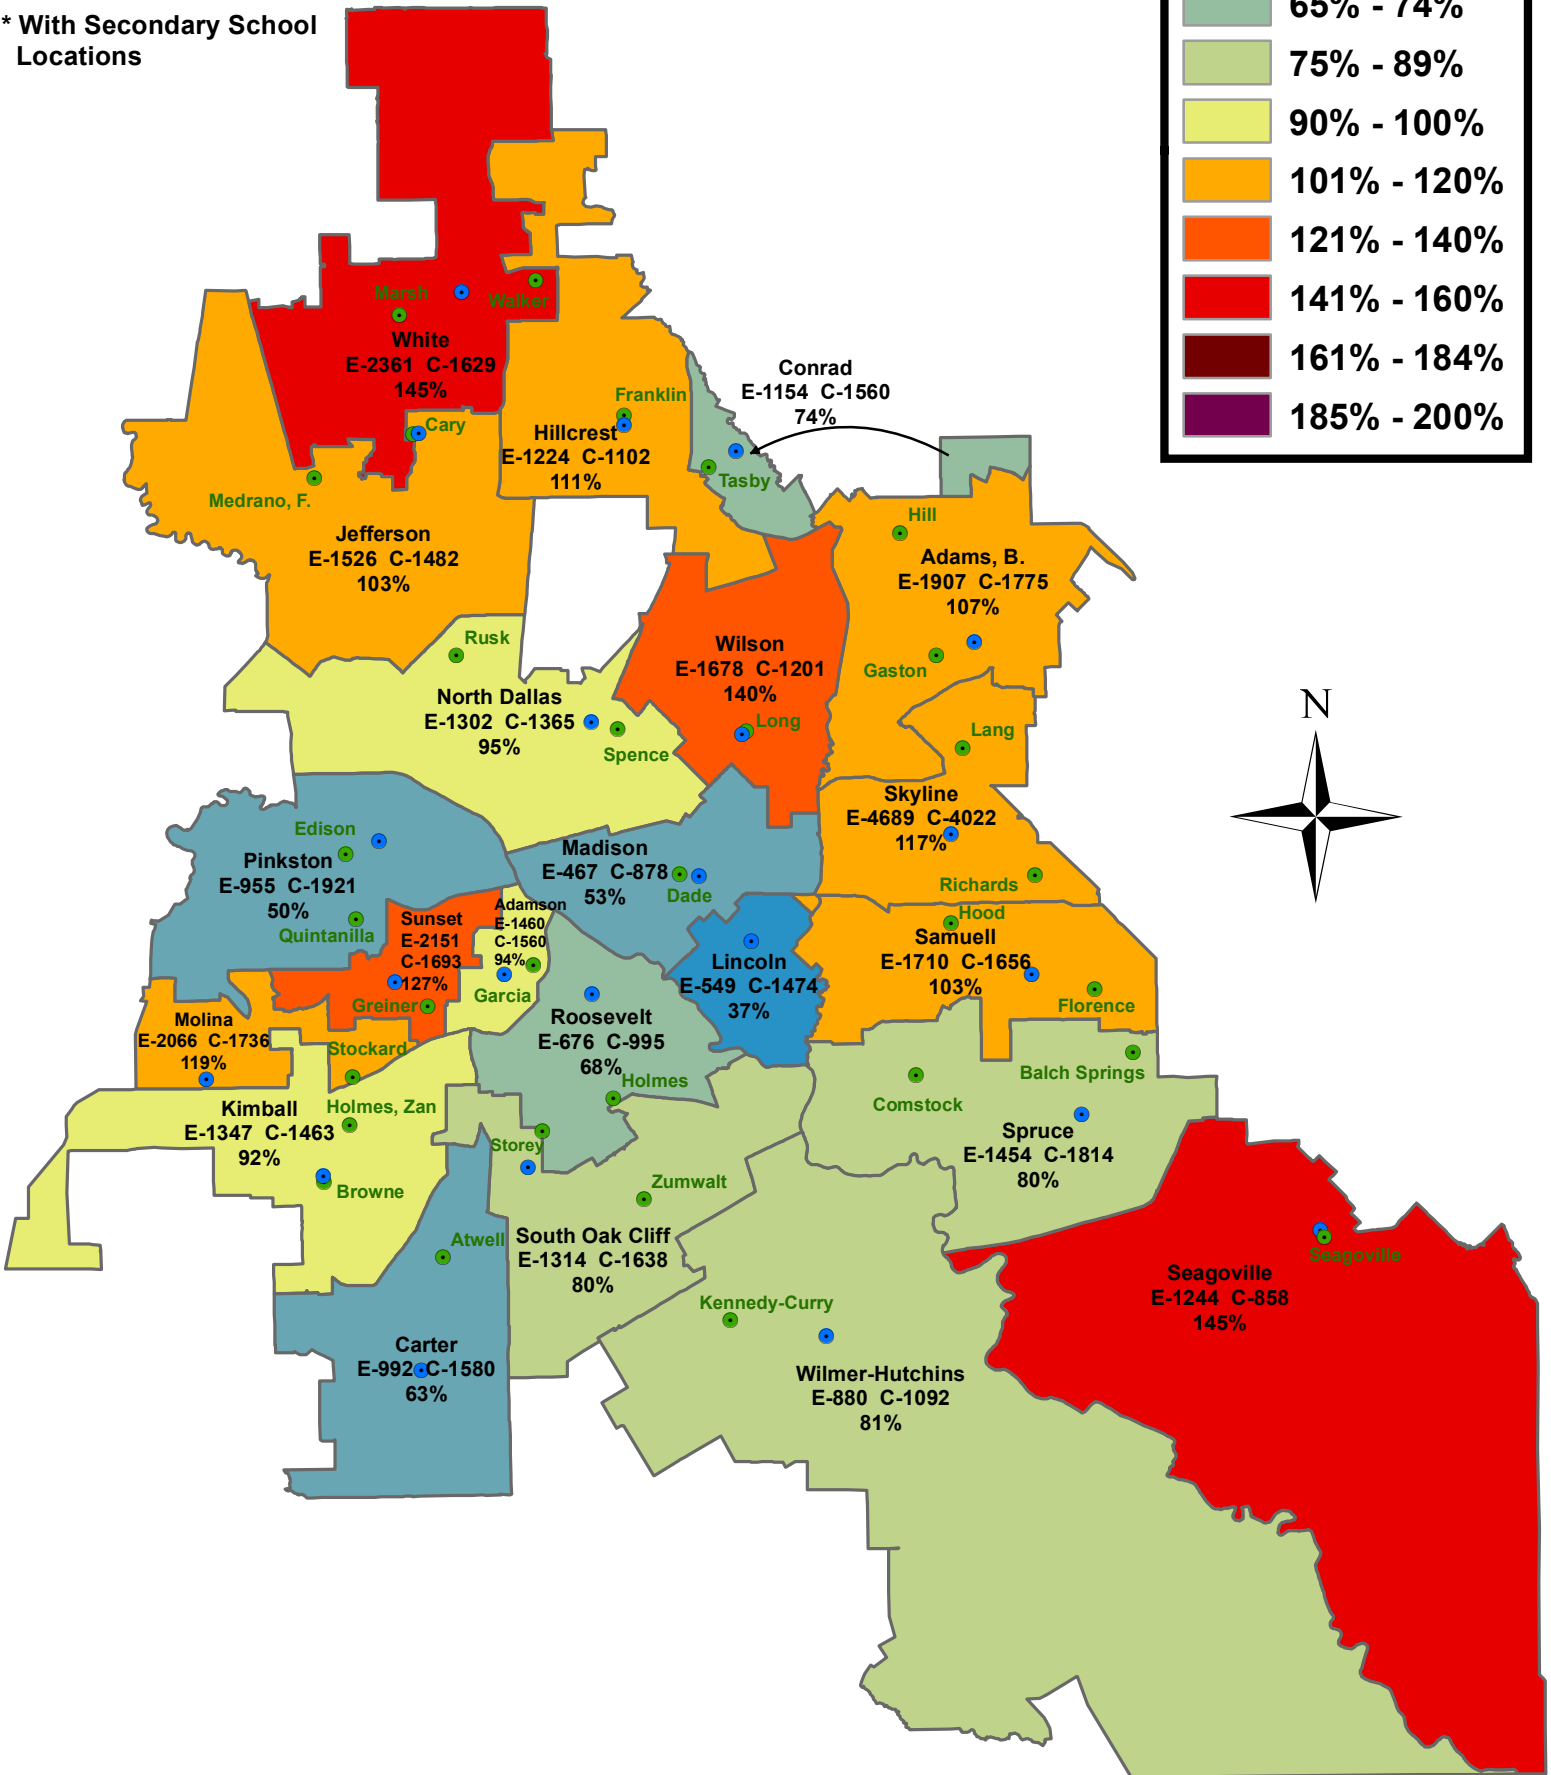 * With Secondary School
Locations
65% - 74%
75% - 89%
90% - 100%
101% - 120%
121% - 140%
141% - 160%
161% - 184%
185% - 200%
Marsh
Walker
White
E-2361 C-1629
145%
Conrad
E-1154 C-1560
74%
Franklin
Cary
Hillcrest
E-1224 C-1102
111%
Tasby
Medrano, F.
Hill
Jefferson
E-1526 C-1482
103%
Adams, B.
E-1907 C-1775
107%
Rusk
Wilson
E-1678 C-1201
140%
Gaston
North Dallas
E-1302 C-1365
95%
Long
Lang
Spence
N
Skyline
E-4689 C-4022
117%
Edison
Pinkston
E-955 C-1921
50%
Madison
E-467 C-878
53%
Dade
Richards
Quintanilla
Sunset
E-2151
C-1693
127%
Greiner
Adamson
E-1460
C-1560
94%
Garcia
Hood
Samuell
E-1710 C-1656
103%
Florence
Lincoln
E-549 C-1474
37%
Roosevelt
E-676 C-995
68%
Holmes
Molina
E-2066 C-1736
119%
Stockard
Balch Springs
Comstock
Kimball
E-1347 C-1463
92%
Holmes, Zan
Browne
Storey
Spruce
E-1454 C-1814
80%
Zumwalt
Atwell
South Oak Cliff
E-1314 C-1638
80%
Seagoville
Seagoville
E-1244 C-858
145%
Kennedy-Curry
Carter
E-992 C-1580
63%
Wilmer-Hutchins
E-880 C-1092
81%